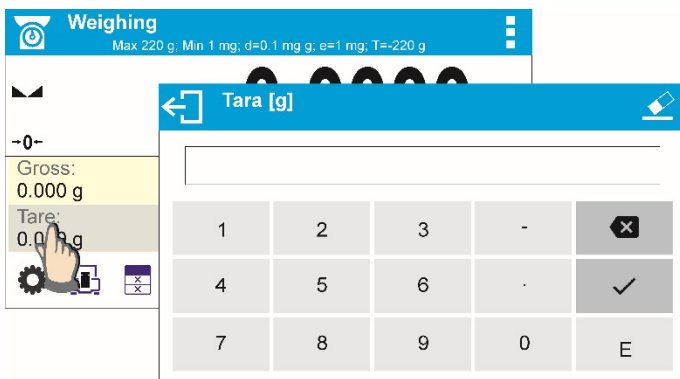 Weighing
Max 220 g; Min 1 mg; d=0.1 mg g; e=1 mg; T=-220 g
Tara [g]
→0←
Gross:
0.000 g
Tare:
1 2 3 -
4 5 6 .
7 8 9 0 E